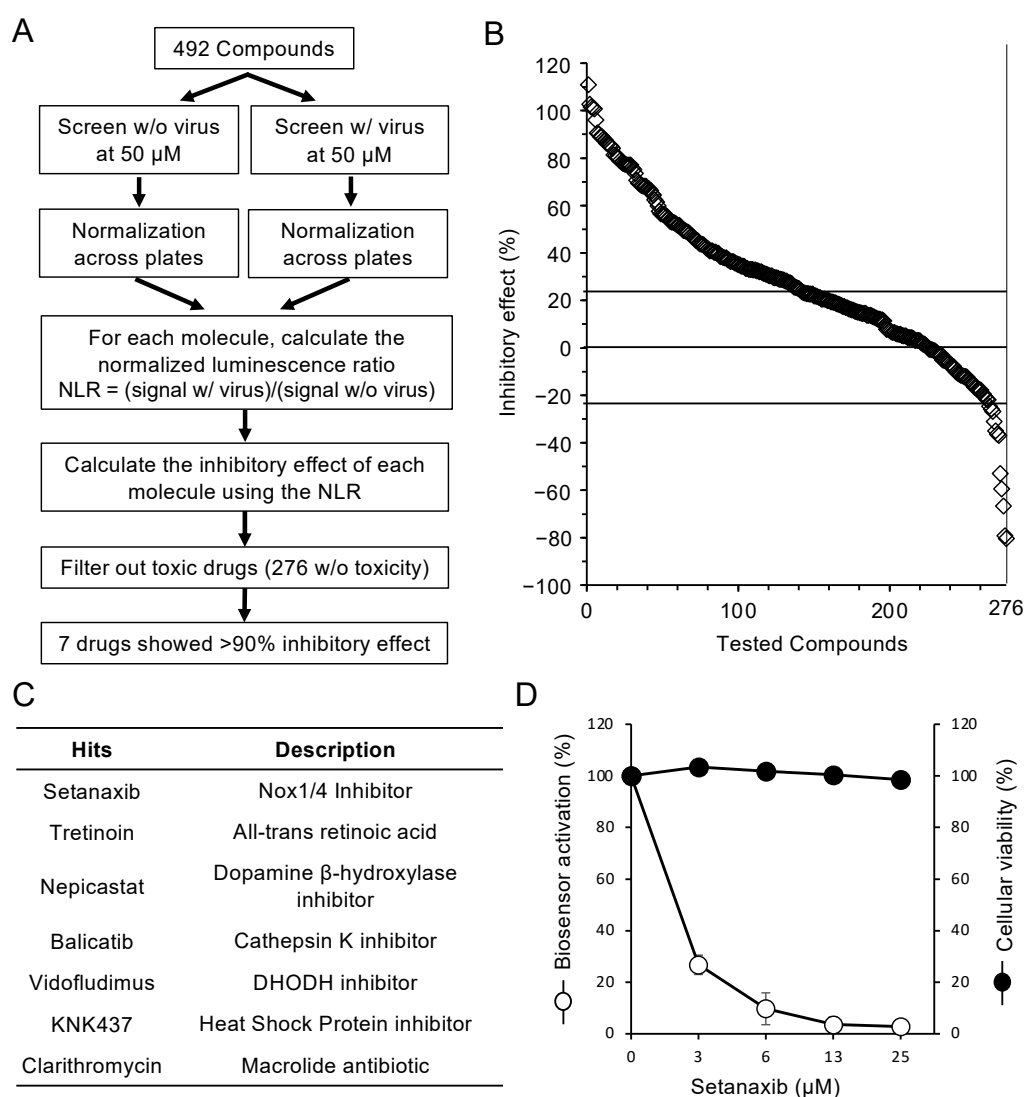 A
492 Compounds
Screen w/o virus
at 50 µM
Screen w/ virus
at 50 µM
Normalization
across plates
Normalization
across plates
For each molecule, calculate the
normalized luminescence ratio
NLR = (signal w/ virus)/(signal w/o virus)
Calculate the inhibitory effect of each
molecule using the NLR
Filter out toxic drugs (276 w/o toxicity)
7 drugs showed >90% inhibitory effect
B
Inhibitory effect (%)
120
100
80
60
40
20
0
−20
−40
−60
−80
−100
0
100
200
276
Tested Compounds
C
Hits Description
Setanaxib Nox1/4 Inhibitor
Tretinoin All-trans retinoic acid
Nepicastat Dopamine β-hydroxylase
inhibitor
Balicatib Cathepsin K inhibitor
Vidofludimus DHODH inhibitor
KNK437 Heat Shock Protein inhibitor
Clarithromycin Macrolide antibiotic
D
Biosensor activation (%)
120
100
80
60
40
20
0
0
3
6
13
25
Setanaxib (µM)
120
100
80
60
40
20
0
Cellular viability (%)